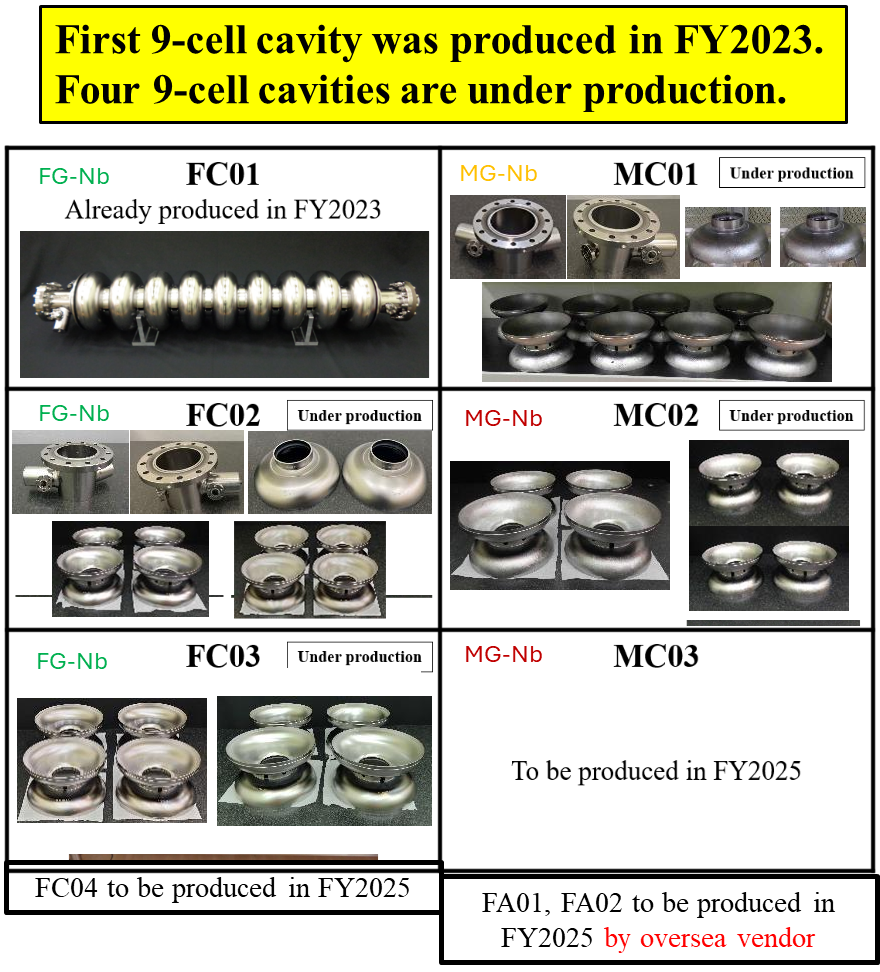 First 9-cell cavity was produced in FY2023.
Four 9-cell cavities are under production.
FG-Nb
FC01
Already produced in FY2023
MG-Nb
MC01
Under production
FG-Nb
FC02
Under production
MG-Nb
MC02
Under production
FG-Nb
FC03
Under production
MG-Nb
MC03
To be produced in FY2025
FC04 to be produced in FY2025
FA01, FA02 to be produced in
FY2025 by oversea vendor